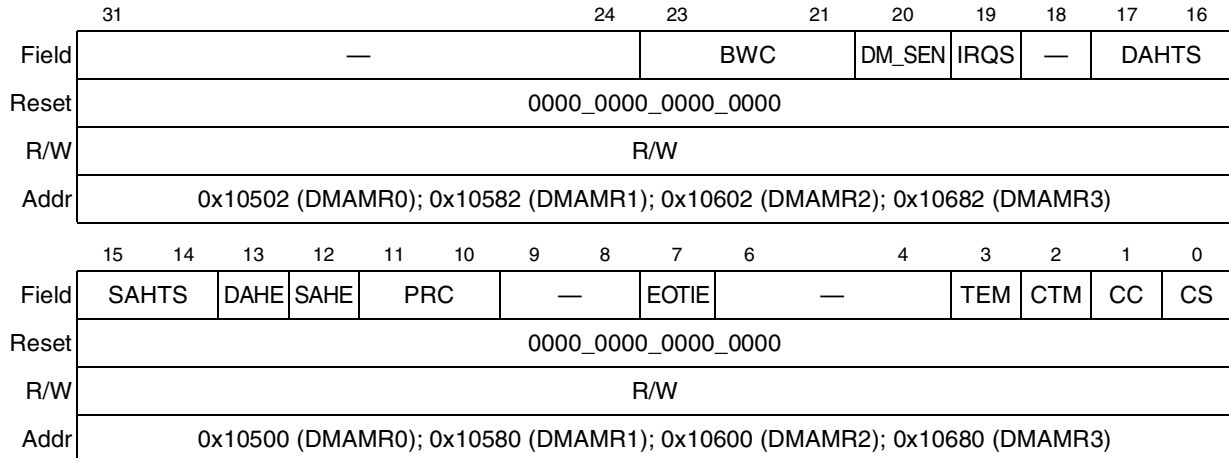 31 24 23 21 20 19 18 17 16
Field — BWC DM_SEN IRQS — DAHTS
Reset 0000_0000_0000_0000
R/W R/W
Addr 0x10502 (DMAMR0); 0x10582 (DMAMR1); 0x10602 (DMAMR2); 0x10682 (DMAMR3)
15 14 13 12 11 10 9 8 7 6 4 3 2 1 0
Field SAHTS DAHE SAHE PRC — EOTIE — TEM CTM CC CS
Reset 0000_0000_0000_0000
R/W R/W
Addr 0x10500 (DMAMR0); 0x10580 (DMAMR1); 0x10600 (DMAMR2); 0x10680 (DMAMR3)